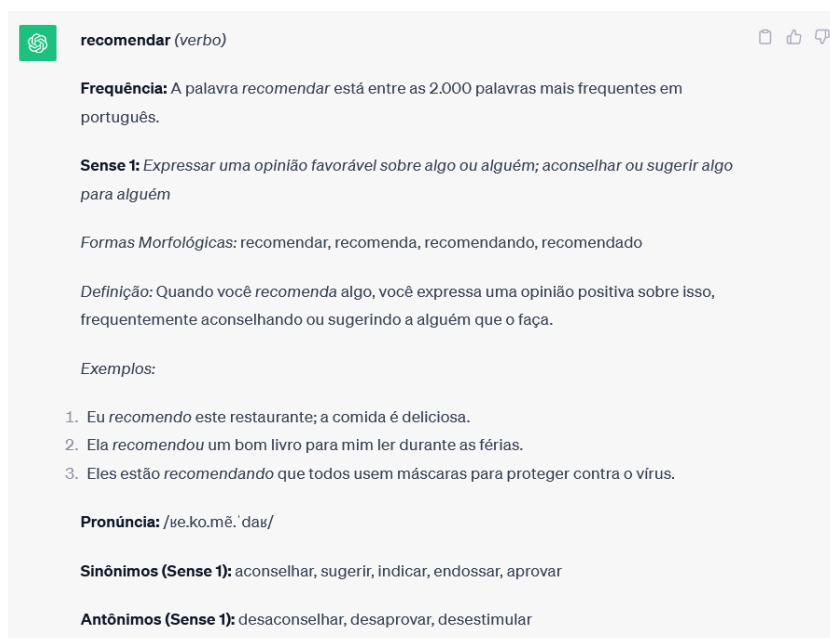 recomendar (verbo)
Frequência: A palavra recomendar está entre as 2.000 palavras mais frequentes em
português.
Sense 1: Expressar uma opinião favorável sobre algo ou alguém; aconselhar ou sugerir algo
para alguém
Formas Morfológicas: recomendar, recomenda, recomendando, recomendado
Definição: Quando você recomenda algo, você expressa uma opinião positiva sobre isso,
frequentemente aconselhando ou sugerindo a alguém que o faça.
Exemplos:
1. Eu recomendo este restaurante; a comida é deliciosa.
2. Ela recomendou um bom livro para mim ler durante as férias.
3. Eles estão recomendando que todos usem máscaras para proteger contra o vírus.
Pronúncia: /ʁe.ko.mẽ.ˈdaʁ/
Sinônimos (Sense 1): aconselhar, sugerir, indicar, endossar, aprovar
Antônimos (Sense 1): desaconselhar, desaprovar, desestimular